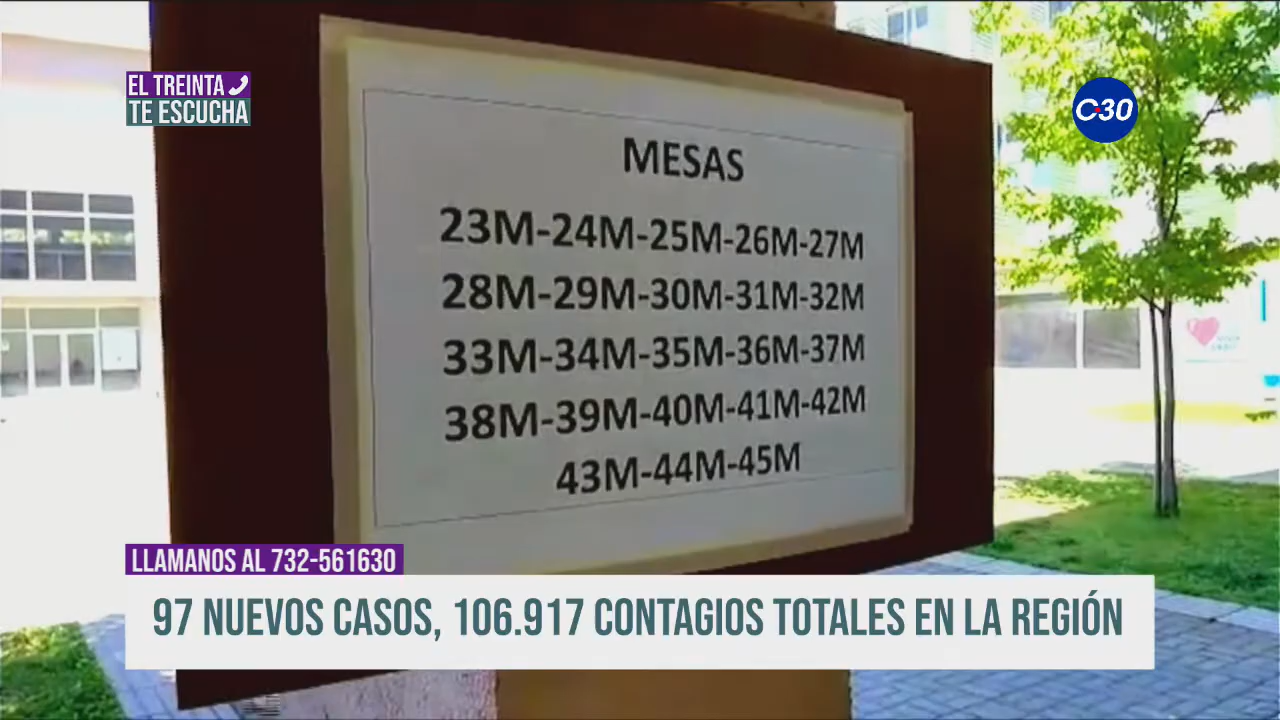 EL TREINTA
TE ESCUCHA
C30
MESAS
23M-24M-25M-26M-27M
28M-29M-30M-31M-32M
33M-34M-35M-36M-37M
38M-39M-40M-41M-42M
43M-44M-45M
LLAMANOS AL 732-561630
97 NUEVOS CASOS, 106.917 CONTAGIOS TOTALES EN LA REGIÓN